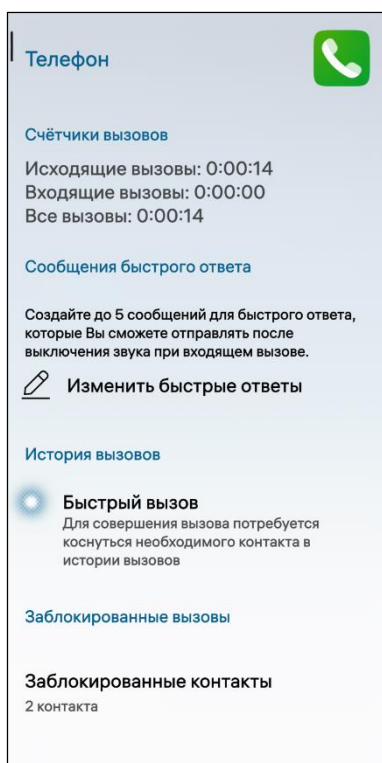 Телефон
Счётчики вызовов
Исходящие вызовы: 0:00:14
Входящие вызовы: 0:00:00
Все вызовы: 0:00:14
Сообщения быстрого ответа
Создайте до 5 сообщений для быстрого ответа,
которые Вы сможете отправлять после
выключения звука при входящем вызове.
Изменить быстрые ответы
История вызовов
Быстрый вызов
Для совершения вызова потребуется
коснуться необходимого контакта в
истории вызовов
Заблокированные вызовы
Заблокированные контакты
2 контакта